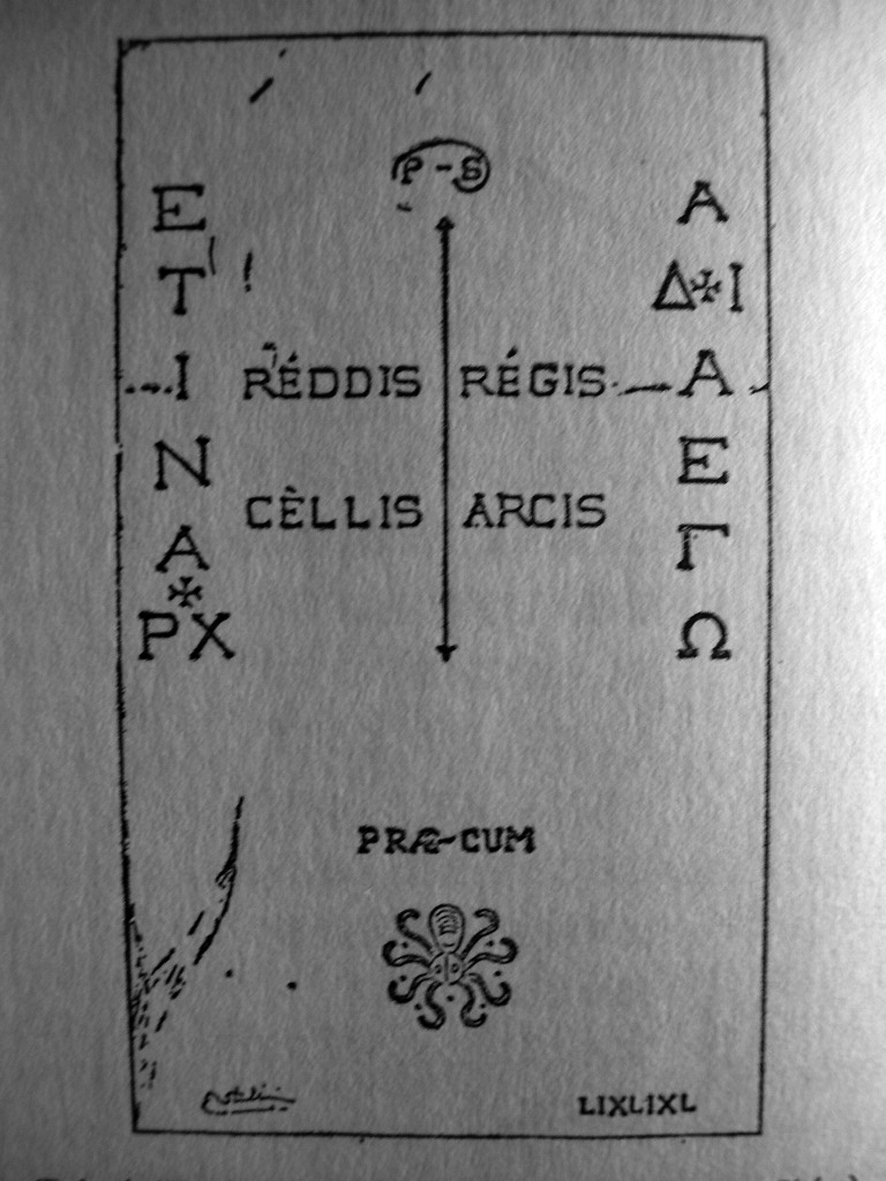 P-S
E A
T Δ✠I
I RÉDDIS RÉGIS A
N E
CÈLLIS ARCIS
A Γ
✠
PX Ω
PRÆ-CUM
LIXLIXL